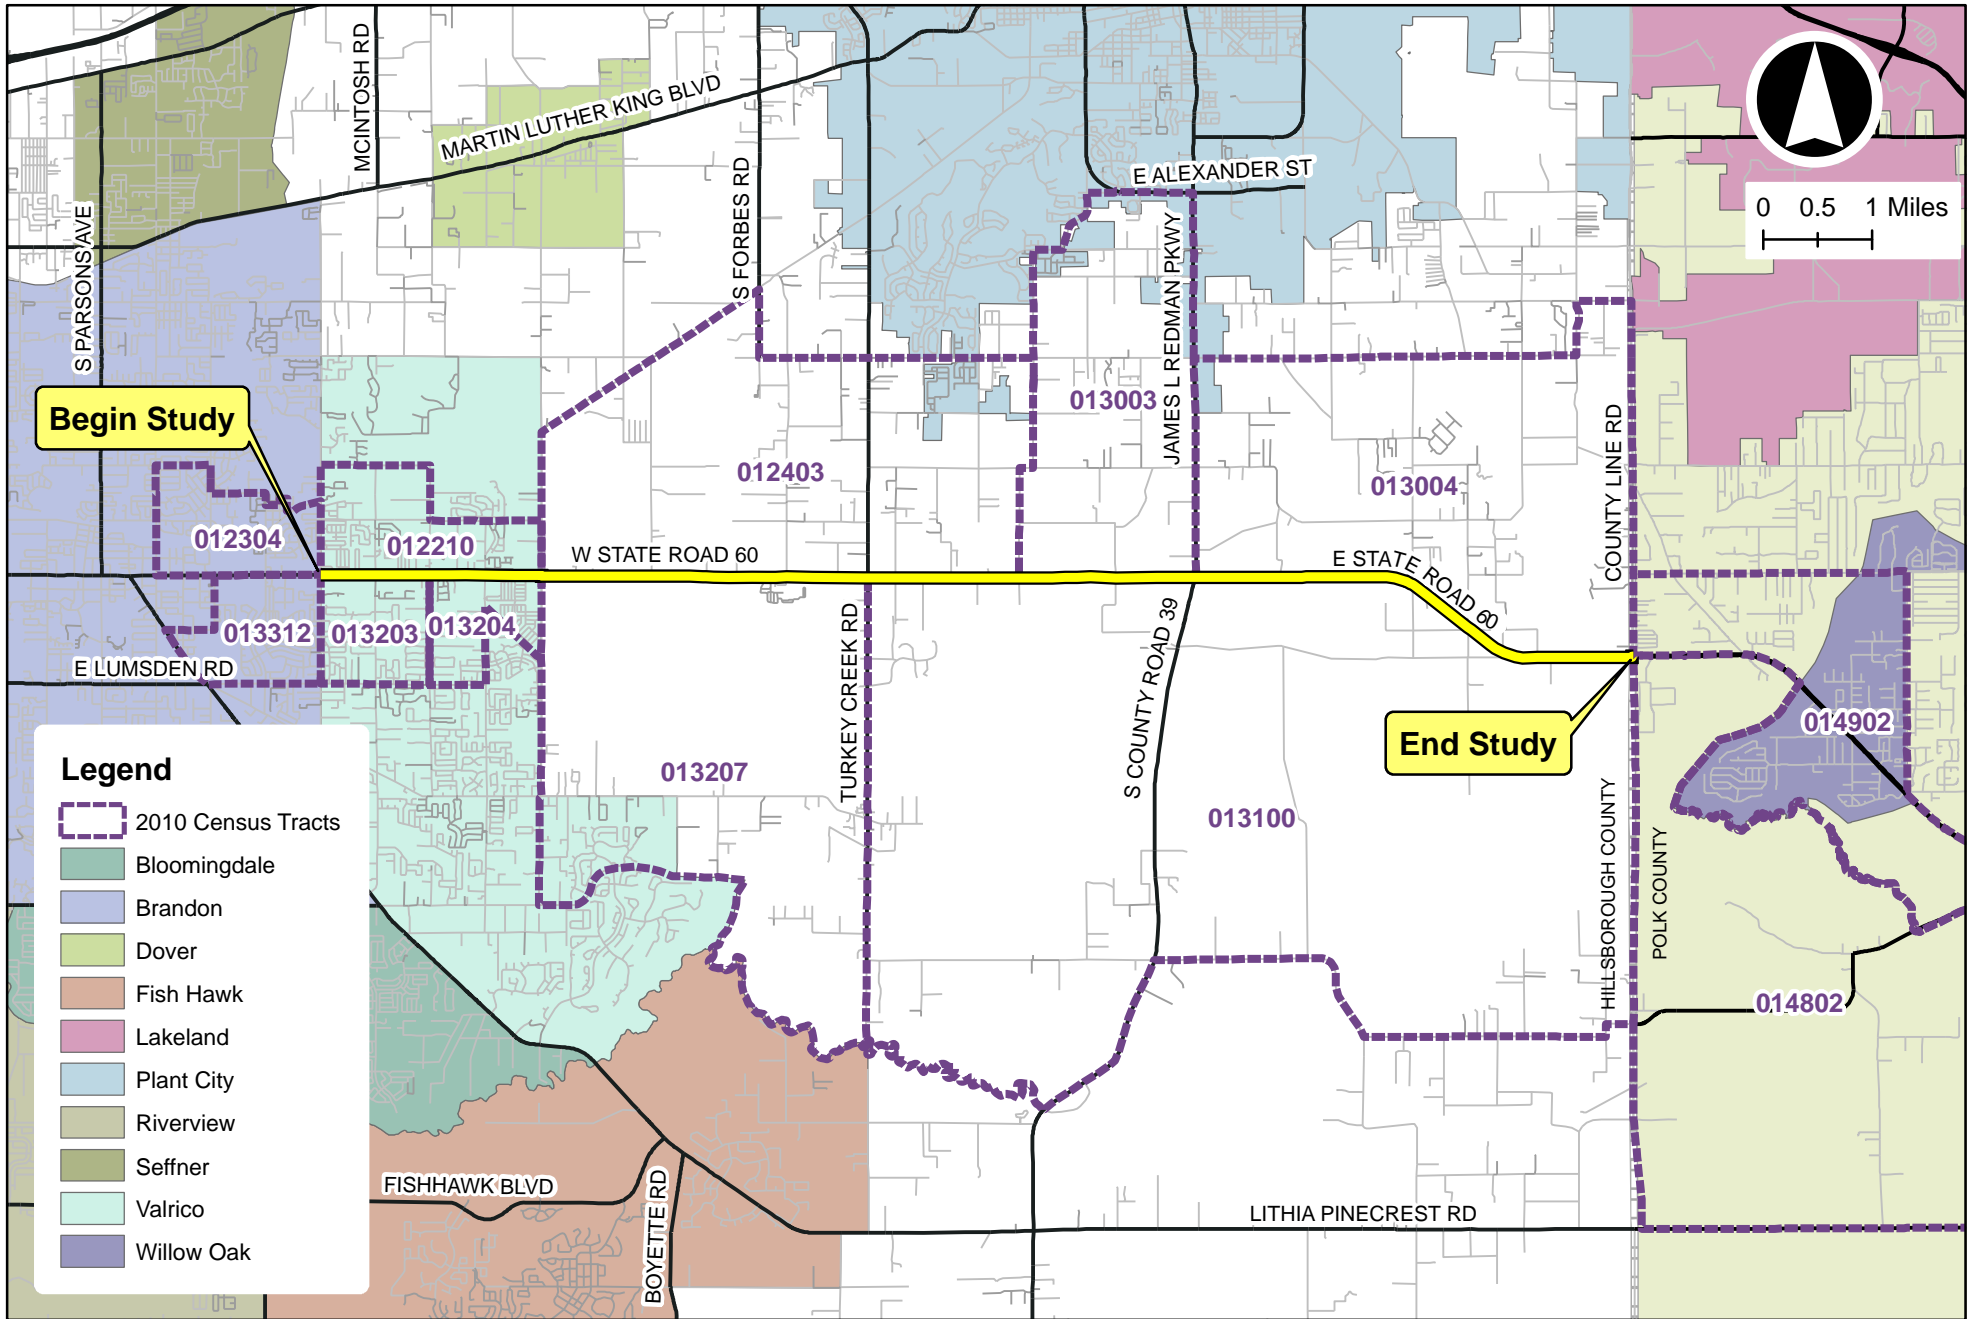 MCINTOSH RD
MARTIN LUTHER KING BLVD
S PARSONS AVE
S FORBES RD
E ALEXANDER ST
JAMES L REDMAN PKWY
0 0.5 1 Miles
Begin Study
013003
012403
013004
COUNTY LINE RD
012304
012210
W STATE ROAD 60
E STATE ROAD 60
013312
013203
013204
E LUMSDEN RD
TURKEY CREEK RD
S COUNTY ROAD 39
End Study
014902
013207
013100
HILLSBOROUGH COUNTY
POLK COUNTY
014802
Legend
2010 Census Tracts
Bloomingdale
Brandon
Dover
Fish Hawk
Lakeland
Plant City
Riverview
Seffner
Valrico
Willow Oak
FISHHAWK BLVD
BOYETTE RD
LITHIA PINECREST RD